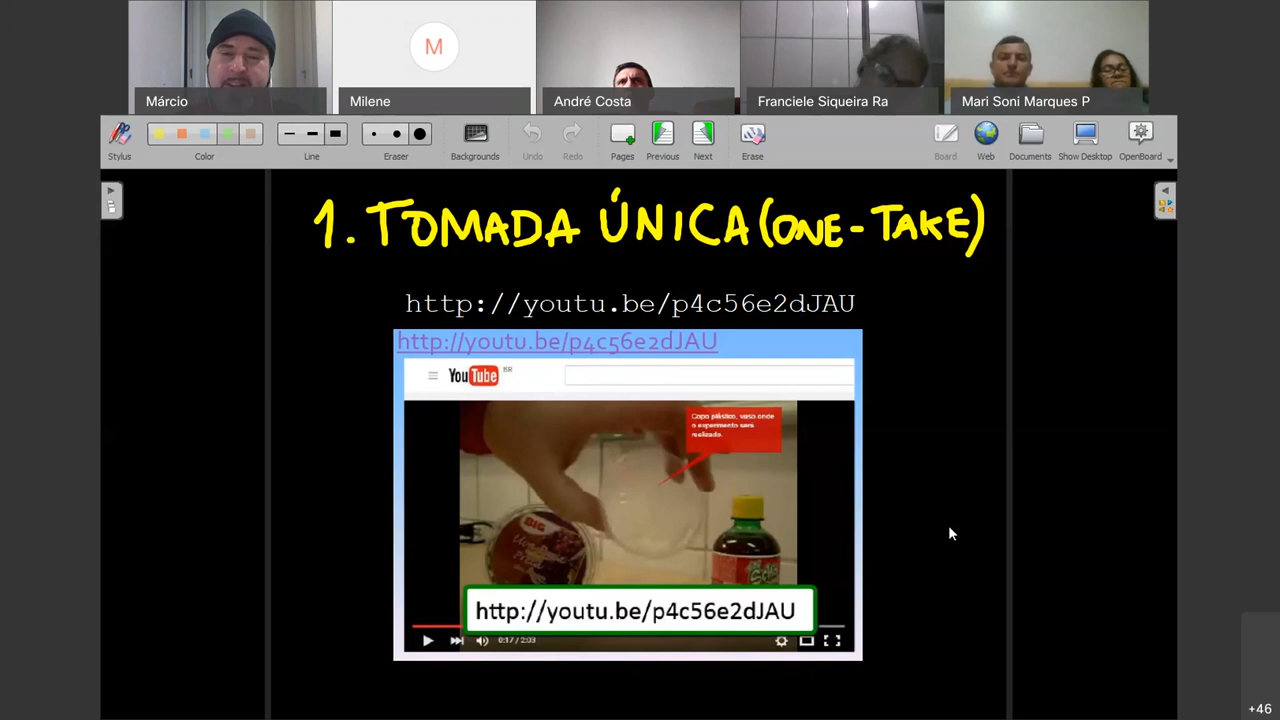 M
Márcio
Milene
André Costa
Franciele Siqueira Ra
Mari Soni Marques P
Stylus
Color
Line
Eraser
Backgrounds
Undo
Redo
Pages
Previous
Next
Erase
Board
Web
Documents
Show Desktop
OpenBoard
1. TOMADA ÚNICA (ONE-TAKE)
http://youtu.be/p4c56e2dJAU
http://youtu.be/p4c56e2dJAU
YouTube BR
Copo plástico, vaso onde
o experimento será
realizado.
BIG
http://youtu.be/p4c56e2dJAU
0:17 / 2:03
+46